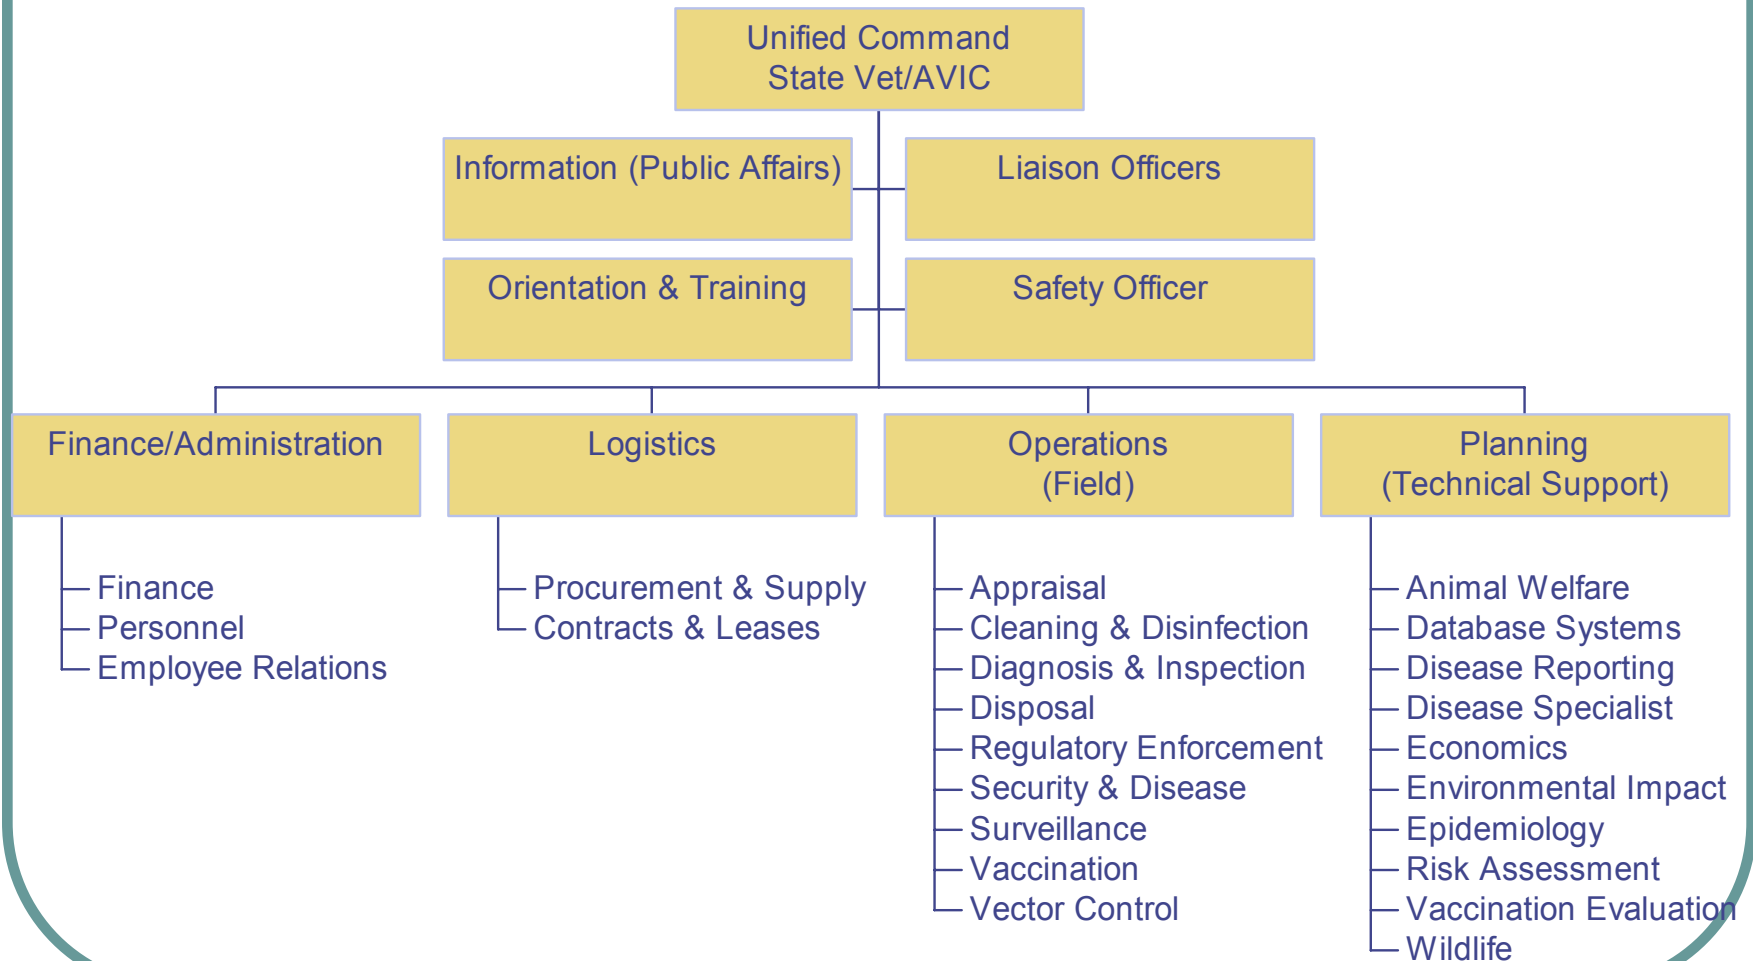 Unified Command
State Vet/AVIC
Information (Public Affairs)
Liaison Officers
Orientation & Training
Safety Officer
Finance/Administration
Logistics
Operations
(Field)
Planning
(Technical Support)
Finance
Personnel
Employee Relations
Procurement & Supply
Contracts & Leases
Appraisal
Cleaning & Disinfection
Diagnosis & Inspection
Disposal
Regulatory Enforcement
Security & Disease
Surveillance
Vaccination
Vector Control
Animal Welfare
Database Systems
Disease Reporting
Disease Specialist
Economics
Environmental Impact
Epidemiology
Risk Assessment
Vaccination Evaluation
Wildlife